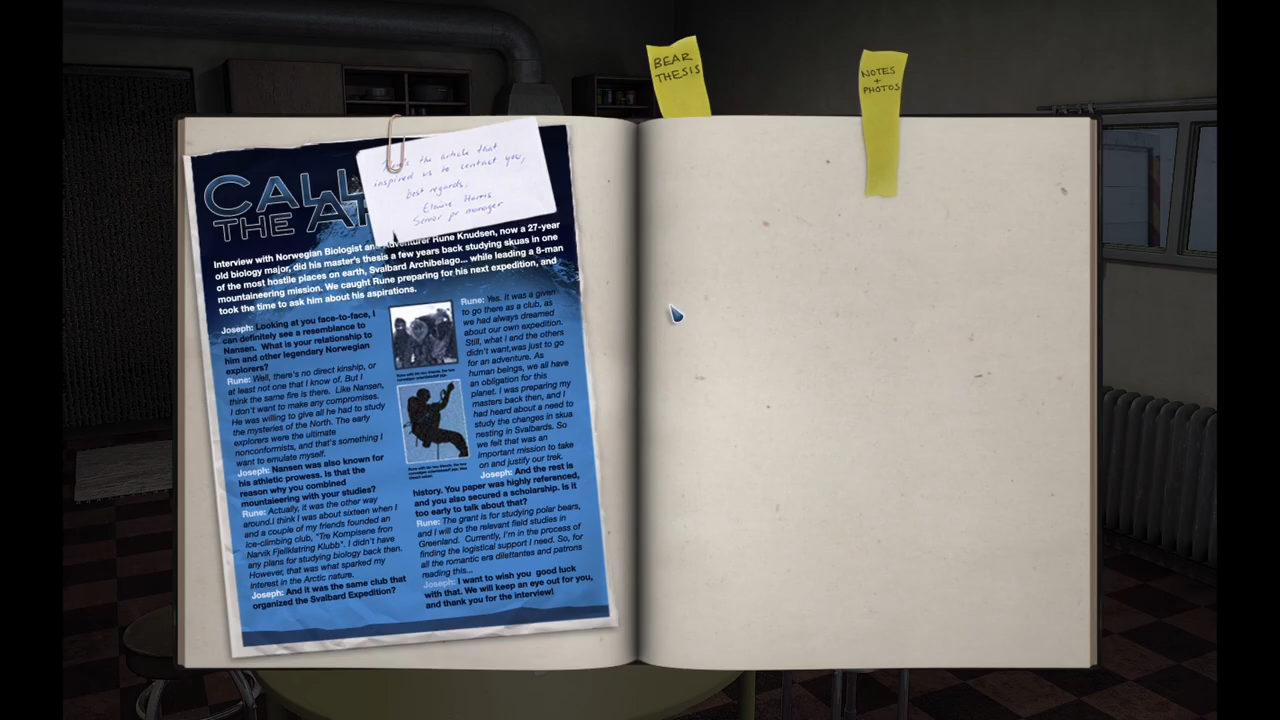 BEAR
THESIS
NOTES
+
PHOTOS
Here's the article that
inspired us to contact you,
best regards,
Elaine Harris
Senior pr manager
CALL
THE
Interview with Norwegian Biologist and Adventurer Rune Knudsen, now a 27-year
old biology major, did his master's thesis a few years back studying skuas in one
of the most hostile places on earth, Svalbard Archibelago... while leading a 8-man
mountaineering mission. We caught Rune preparing for his next expedition, and
took the time to ask him about his aspirations.
Joseph: Looking at you face-to-face, I
can definitely see a resemblance to
Nansen. What is your relationship to
him and other legendary Norwegian
explorers?
Rune: Well, there's no direct kinship, or
at least not one that I know of. But I
think the same fire is there. Like Nansen,
I don't want to make any compromises.
He was willing to give all he had to study
the mysteries of the North. The early
explorers were the ultimate
nonconformists, and that's something I
want to emulate myself.
Joseph: Nansen was also known for
his athletic prowess. Is that the
reason why you combined
mountaieering with your studies?
Rune: Actually, it was the other way
around.I think I was about sixteen when I
and a couple of my friends founded an
Ice-climbing club, "Tre Kompisene fron
Narvik Fjellklatring Klubb". I didn't have
any plans for studying biology back then.
However, that was what sparked my
interest in the Arctic nature.
Joseph: And it was the same club that
organized the Svalbard Expedition?
Rune: Yes. It was a given
to go there as a club, as
we had always dreamed
about our own expedition.
Still, what I and the others
didn't want,was just to go
for an adventure. As
human beings, we all have
an obligation for this
planet. I was preparing my
masters back then, and I
had heard about a need to
study the changes in skua
nesting in Svalbards. So
we felt that was an
important mission to take
on and justify our trek.
Joseph: And the rest is
history. You paper was highly referenced,
and you also secured a scholarship. Is it
too early to talk about that?
Rune: The grant is for studying polar bears,
and I will do the relevant field studies in
Greenland. Currently, I'm in the process of
finding the logistical support I need. So, for
all the romantic era dilettantes and patrons
reading this...
Joseph: I want to wish you good luck
with that. We will keep an eye out for you,
and thank you for the interview!